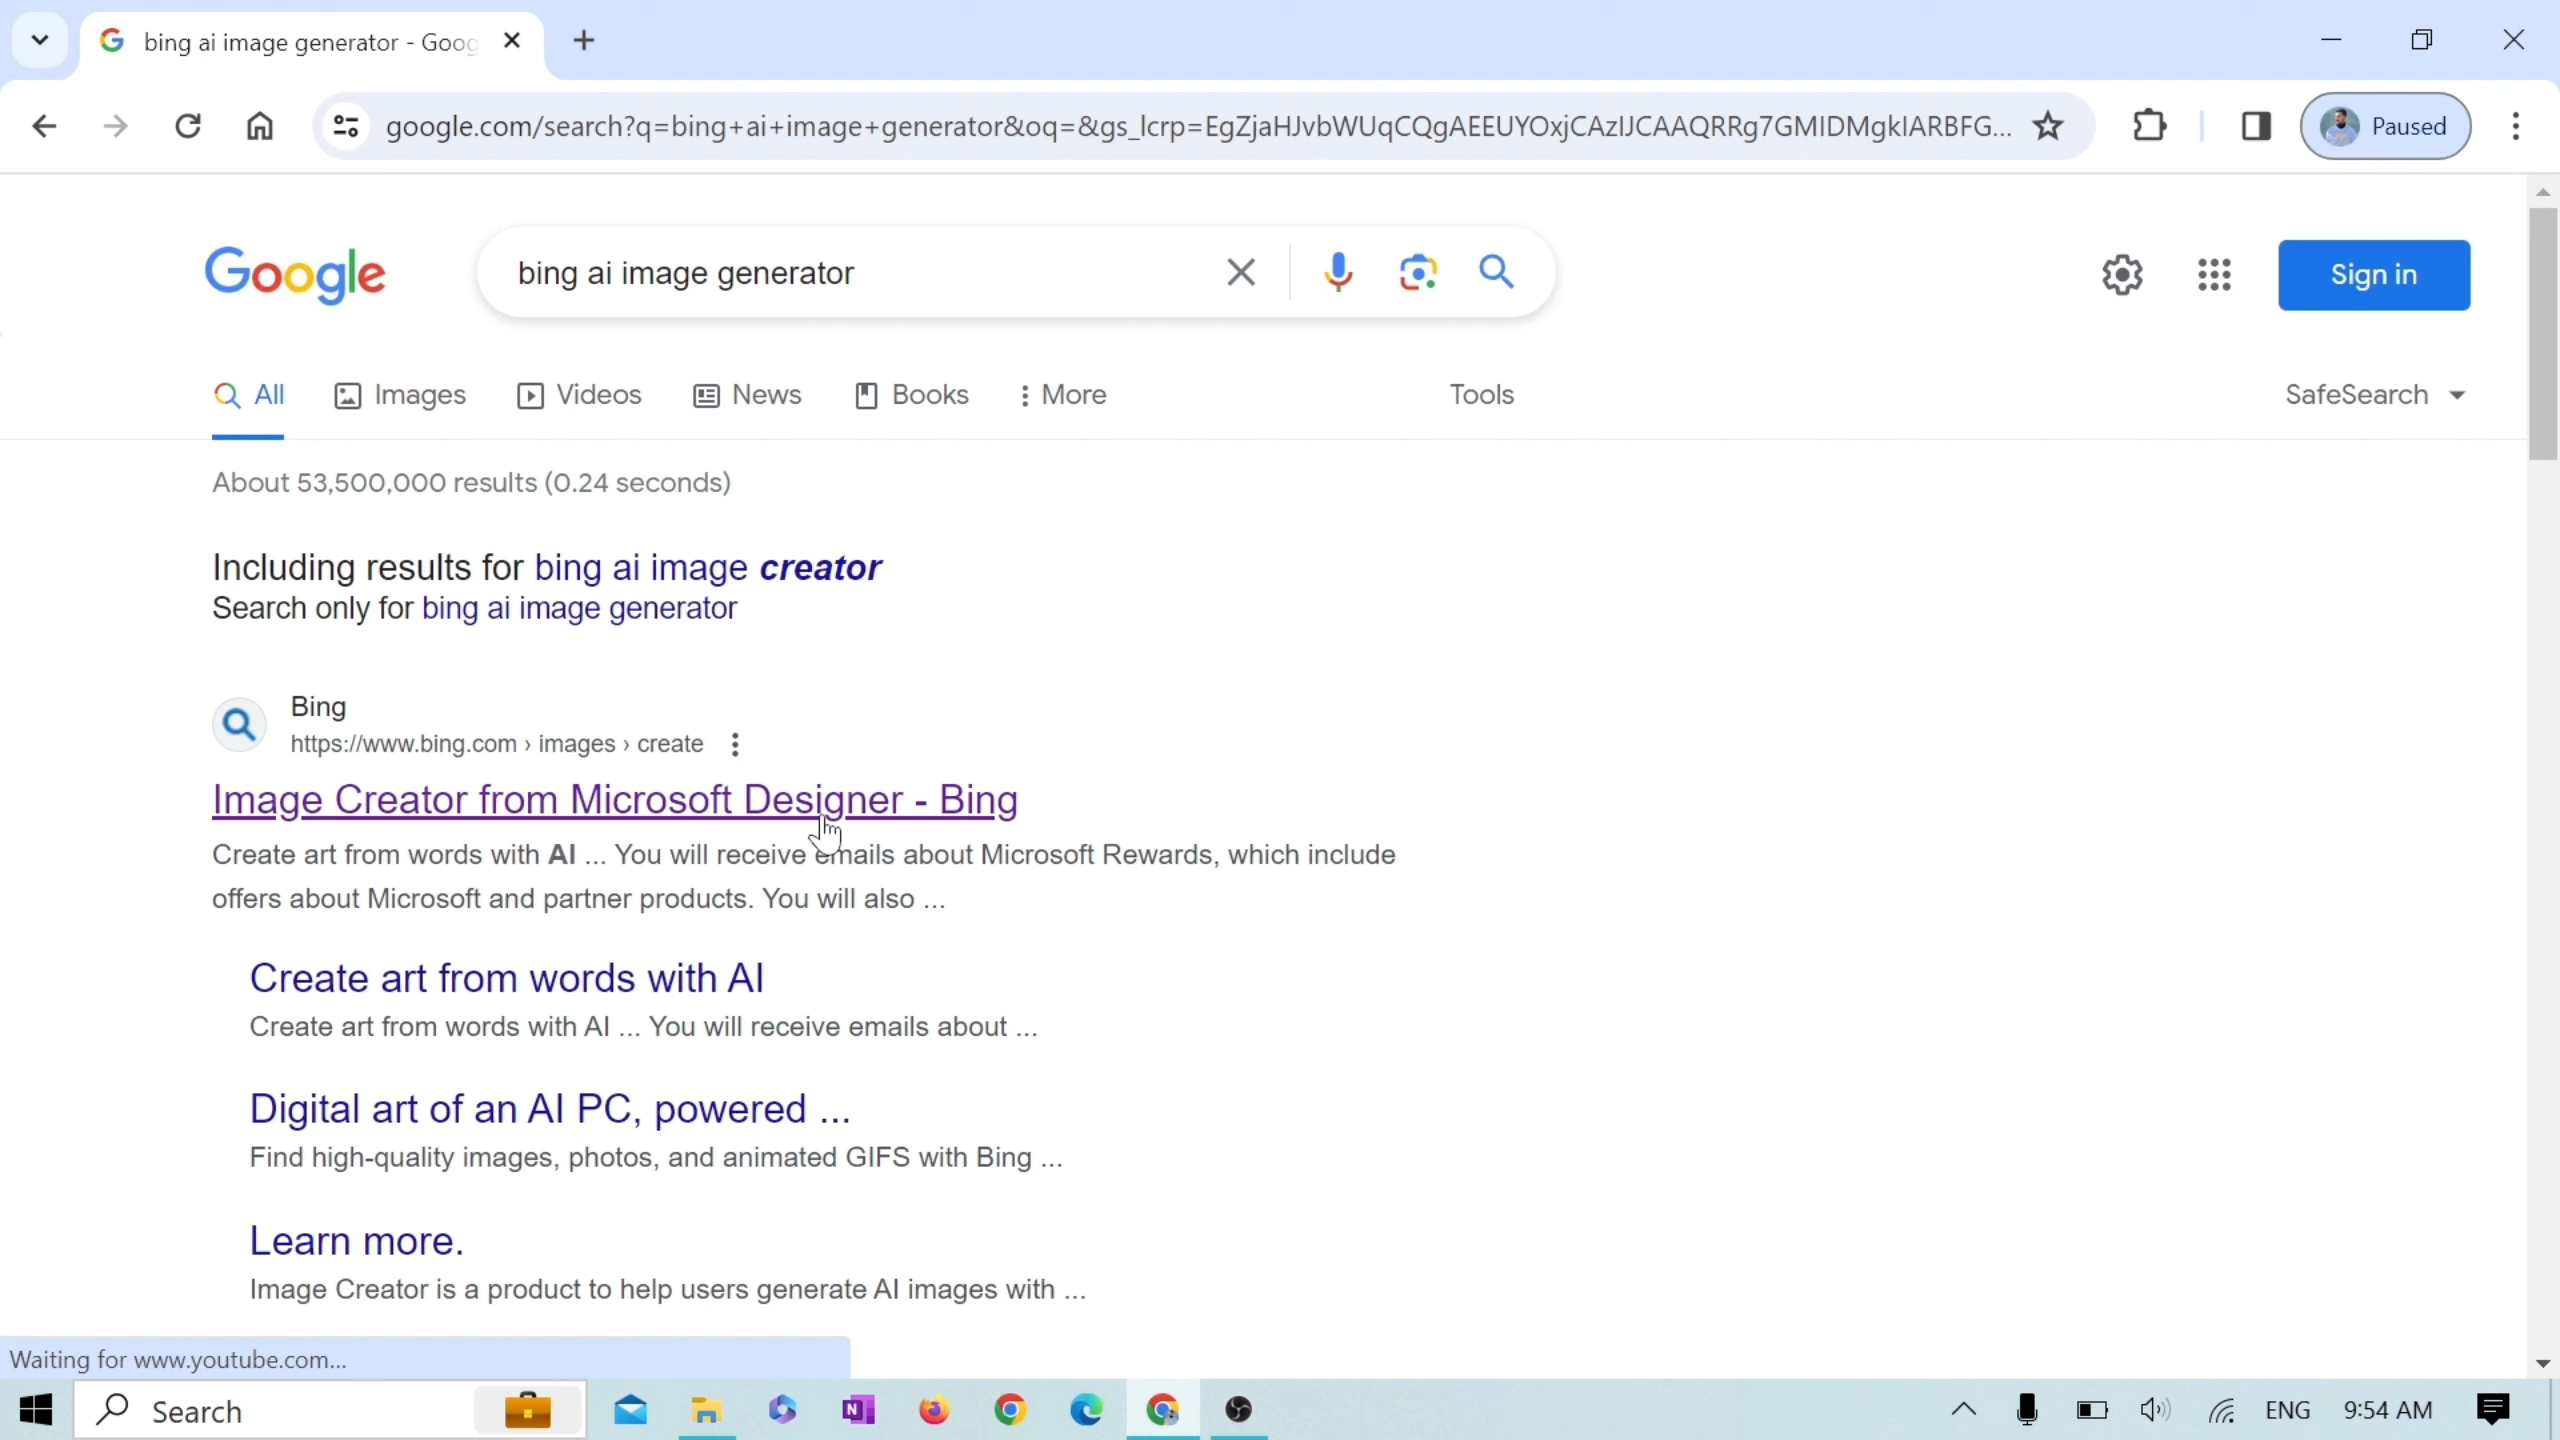 bing ai image generator - Goog
google.com/search?q=bing+ai+image+generator&oq=&gs_lcrp=EgZjaHJvbWUqCQgAEEUYOxjCAzIJCAAQRRg7GMIDMgkIARBFG...
Paused
Google
bing ai image generator
Sign in
All
Images
Videos
News
Books
More
Tools
SafeSearch
About 53,500,000 results (0.24 seconds)
Including results for bing ai image creator
Search only for bing ai image generator
Bing
https://www.bing.com › images › create
Image Creator from Microsoft Designer - Bing
Create art from words with AI ... You will receive emails about Microsoft Rewards, which include
offers about Microsoft and partner products. You will also ...
Create art from words with AI
Create art from words with AI ... You will receive emails about ...
Digital art of an AI PC, powered ...
Find high-quality images, photos, and animated GIFS with Bing ...
Learn more.
Image Creator is a product to help users generate AI images with ...
Waiting for www.youtube.com...
Search
N
ENG
9:54 AM